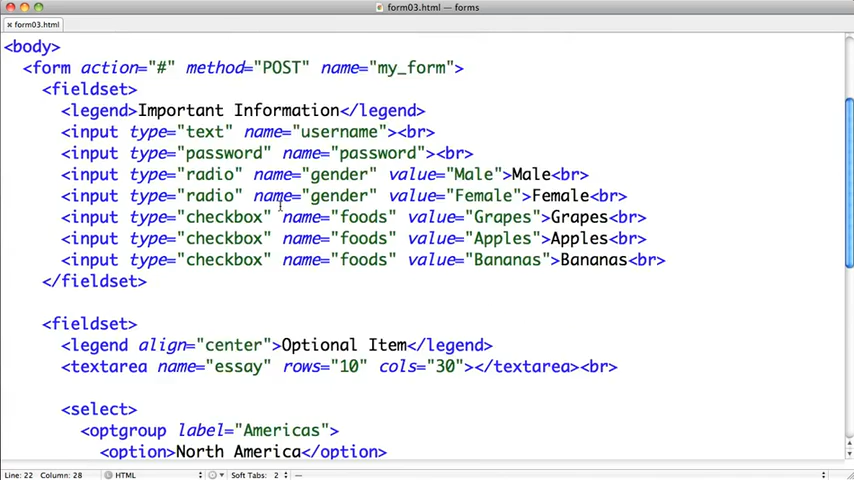 form03.html — forms
× form03.html
<body>
<form action="#" method="POST" name="my_form">
<fieldset>
<legend>Important Information</legend>
<input type="text" name="username"><br>
<input type="password" name="password"><br>
<input type="radio" name="gender" value="Male">Male<br>
<input type="radio" name="gender" value="Female">Female<br>
<input type="checkbox" name="foods" value="Grapes">Grapes<br>
<input type="checkbox" name="foods" value="Apples">Apples<br>
<input type="checkbox" name="foods" value="Bananas">Bananas<br>
</fieldset>
<fieldset>
<legend align="center">Optional Item</legend>
<textarea name="essay" rows="10" cols="30"></textarea><br>
<select>
<optgroup label="Americas">
<option>North America</option>
Line: 22 Column: 28 HTML Soft Tabs: 2 —